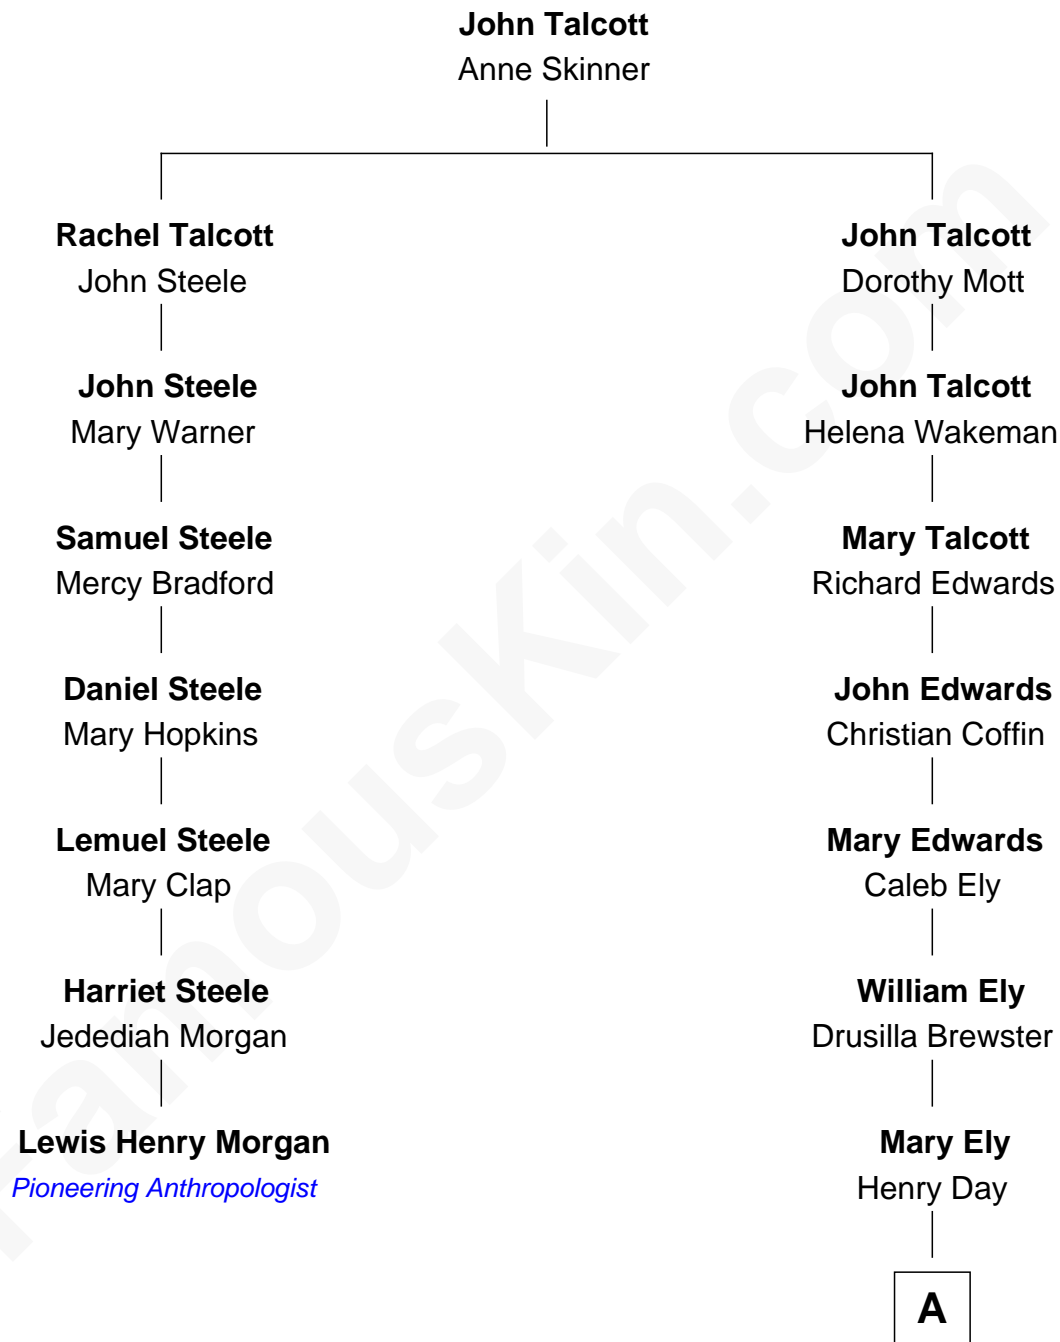 John Talcott
Anne Skinner
Rachel Talcott
John Steele
John Talcott
Dorothy Mott
John Steele
Mary Warner
John Talcott
Helena Wakeman
Samuel Steele
Mercy Bradford
Mary Talcott
Richard Edwards
Daniel Steele
Mary Hopkins
John Edwards
Christian Coffin
Lemuel Steele
Mary Clap
Mary Edwards
Caleb Ely
Harriet Steele
Jedediah Morgan
William Ely
Drusilla Brewster
Lewis Henry Morgan
Pioneering Anthropologist
Mary Ely
Henry Day
A
FamousKin.com